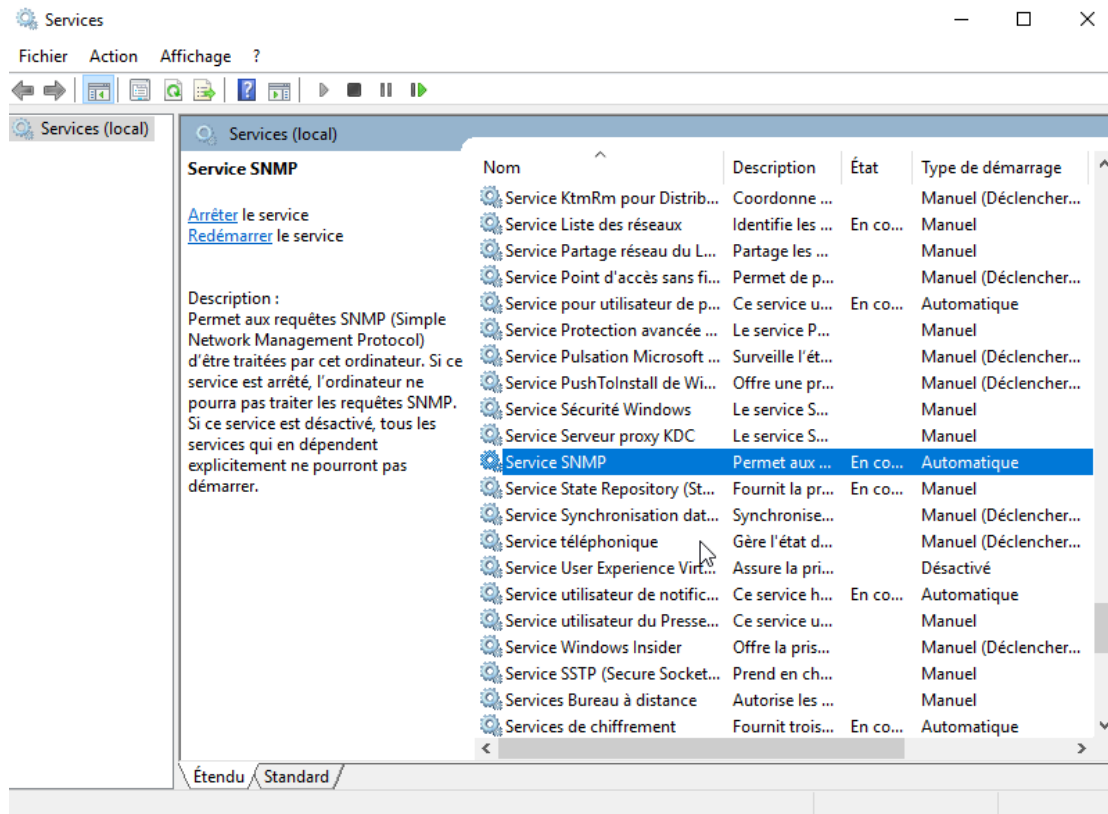 Services
Fichier Action Affichage ?
Services (local)
Services (local)
Service SNMP
Arrêter le service
Redémarrer le service
Description :
Permet aux requêtes SNMP (Simple
Network Management Protocol)
d'être traitées par cet ordinateur. Si ce
service est arrêté, l'ordinateur ne
pourra pas traiter les requêtes SNMP.
Si ce service est désactivé, tous les
services qui en dépendent
explicitement ne pourront pas
démarrer.
Nom Description État Type de démarrage
Service KtmRm pour Distrib... Coordonne ... Manuel (Déclencher...
Service Liste des réseaux Identifie les ... En co... Manuel
Service Partage réseau du L... Partage les ... Manuel
Service Point d'accès sans fi... Permet de p... Manuel (Déclencher...
Service pour utilisateur de p... Ce service u... En co... Automatique
Service Protection avancée ... Le service P... Manuel
Service Pulsation Microsoft ... Surveille l'ét... Manuel (Déclencher...
Service PushToInstall de Wi... Offre une pr... Manuel (Déclencher...
Service Sécurité Windows Le service S... Manuel
Service Serveur proxy KDC Le service S... Manuel
Service SNMP Permet aux ... En co... Automatique
Service State Repository (St... Fournit la pr... En co... Manuel
Service Synchronisation dat... Synchronise... Manuel (Déclencher...
Service téléphonique Gère l'état d... Manuel (Déclencher...
Service User Experience Virt... Assure la pri... Désactivé
Service utilisateur de notific... Ce service h... En co... Automatique
Service utilisateur du Presse... Ce service u... Manuel
Service Windows Insider Offre la pris... Manuel (Déclencher...
Service SSTP (Secure Socket... Prend en ch... Manuel
Services Bureau à distance Autorise les ... Manuel
Services de chiffrement Fournit trois... En co... Automatique
Étendu Standard